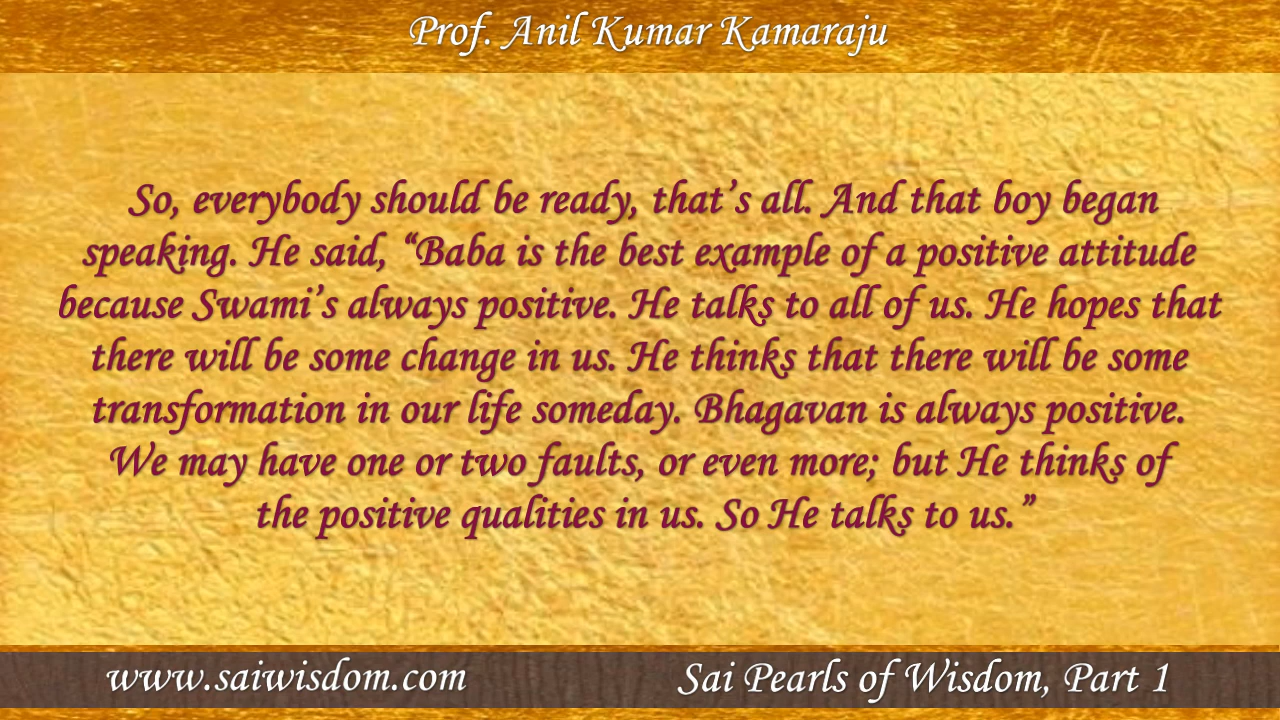 Prof. Anil Kumar Kamaraju
So, everybody should be ready, that’s all. And that boy began
speaking. He said, “Baba is the best example of a positive attitude
because Swami’s always positive. He talks to all of us. He hopes that
there will be some change in us. He thinks that there will be some
transformation in our life someday. Bhagavan is always positive.
We may have one or two faults, or even more; but He thinks of
the positive qualities in us. So He talks to us.”
www.saiwisdom.com
Sai Pearls of Wisdom, Part 1